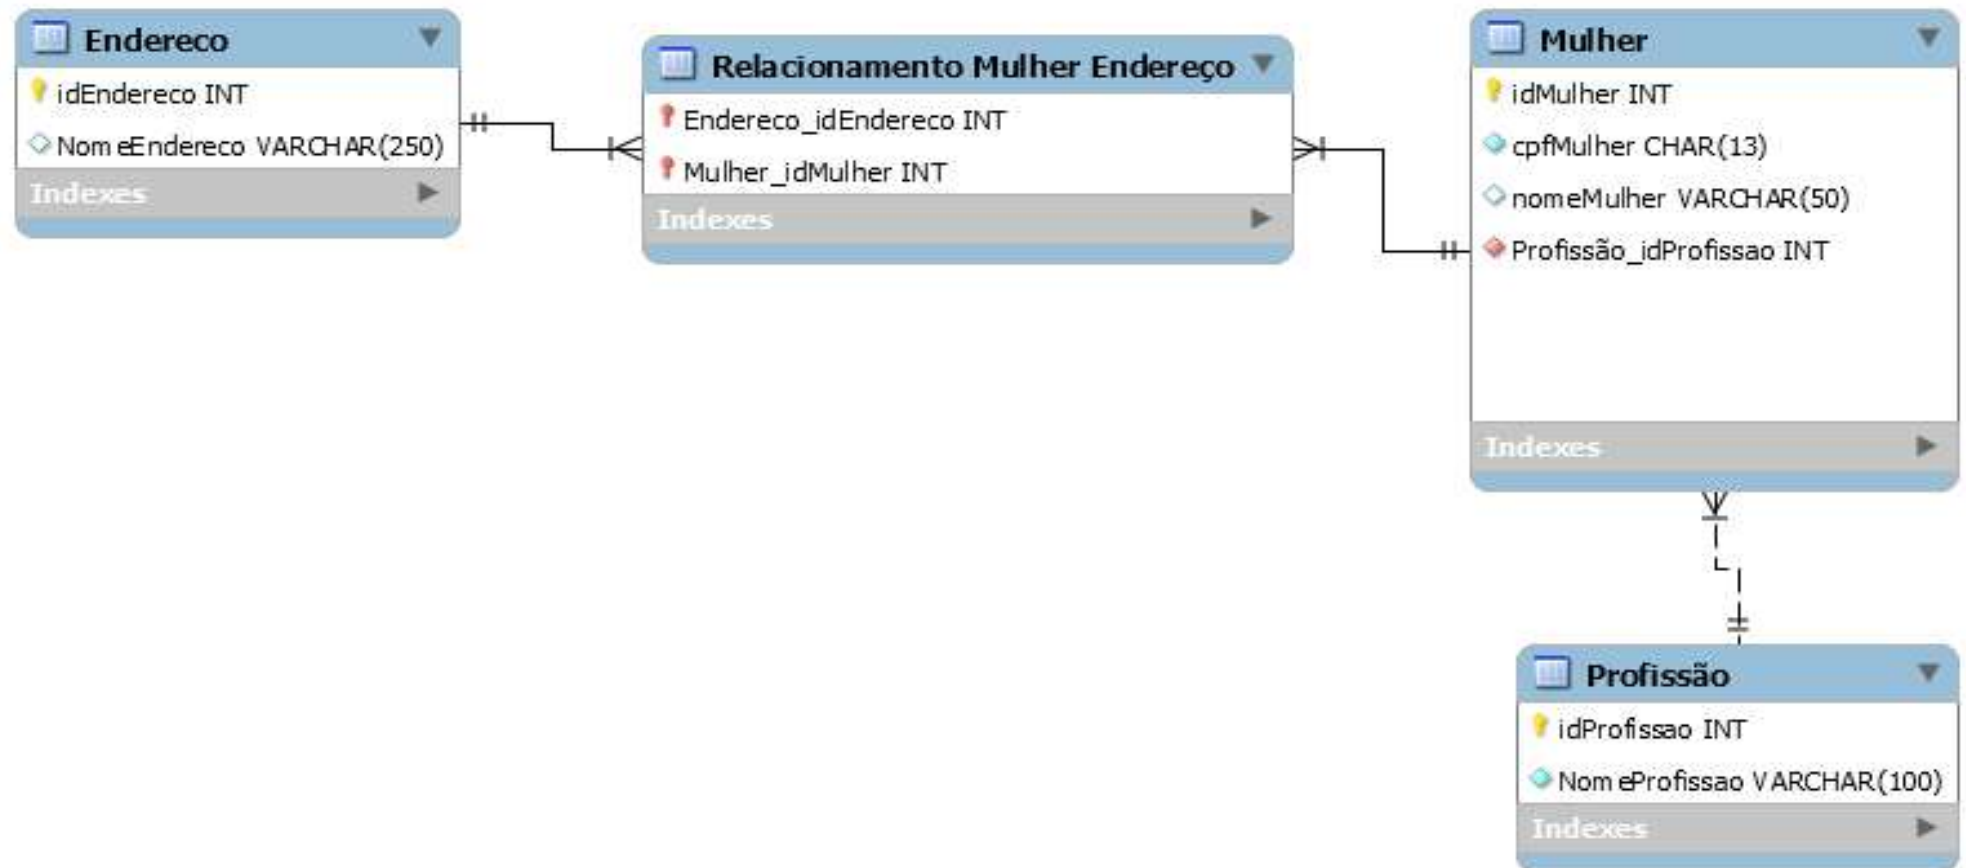 Endereco
idEndereco INT
NomeEndereco VARCHAR(250)
Indexes
Relacionamento Mulher Endereço
Endereco_idEndereco INT
Mulher_idMulher INT
Indexes
Mulher
idMulher INT
cpfMulher CHAR(13)
nomeMulher VARCHAR(50)
Profissão_idProfissao INT
Indexes
Profissão
idProfissao INT
NomeProfissao VARCHAR(100)
Indexes